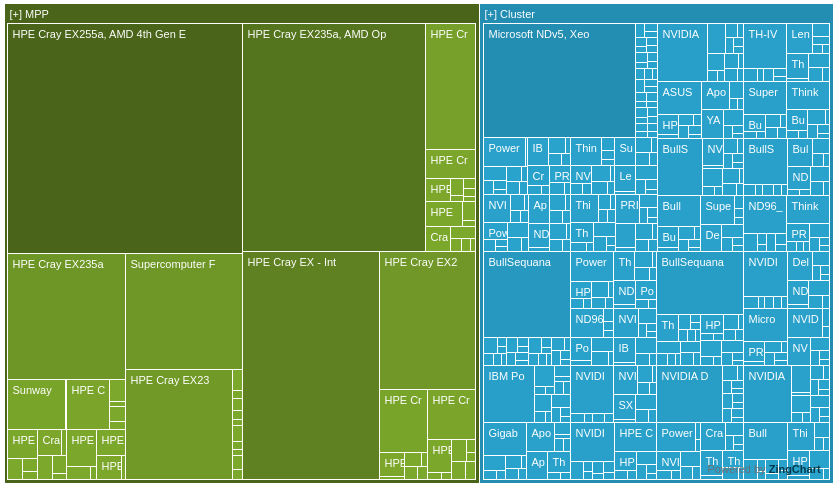 [+] MPP
HPE Cray EX255a, AMD 4th Gen E
HPE Cray EX235a, AMD Op
HPE Cr
HPE Cr
HPE
HPE
Cra
HPE Cray EX235a
Supercomputer F
HPE Cray EX - Int
HPE Cray EX2
Sunway
HPE C
HPE Cray EX23
HPE Cr
HPE Cr
HPE
Cra
HPE
HPE
HPE
HPE
HPE
[+] Cluster
Microsoft NDv5, Xeo
NVIDIA
TH-IV
Len
Th
ASUS
Apo
Super
Think
HP
YA
Bu
Bu
Power
IB
Thin
Su
BullS
NV
BullS
Bul
Cr
PR
NV
Le
ND
NVI
Ap
Thi
PRI
Bull
Supe
ND96_
Think
Pow
ND
Th
Bu
De
PR
BullSequana
Power
Th
BullSequana
NVIDI
Del
HP
ND
Po
ND
ND96
NVI
Th
HP
Micro
NVID
Po
IB
PR
NV
IBM Po
NVIDI
NVI
NVIDIA D
NVIDIA
SX
Gigab
Apo
NVIDI
HPE C
Power
Cra
Bull
Thi
Ap
Th
HP
NVI
Th
Th
HP
Powered by ZingChart